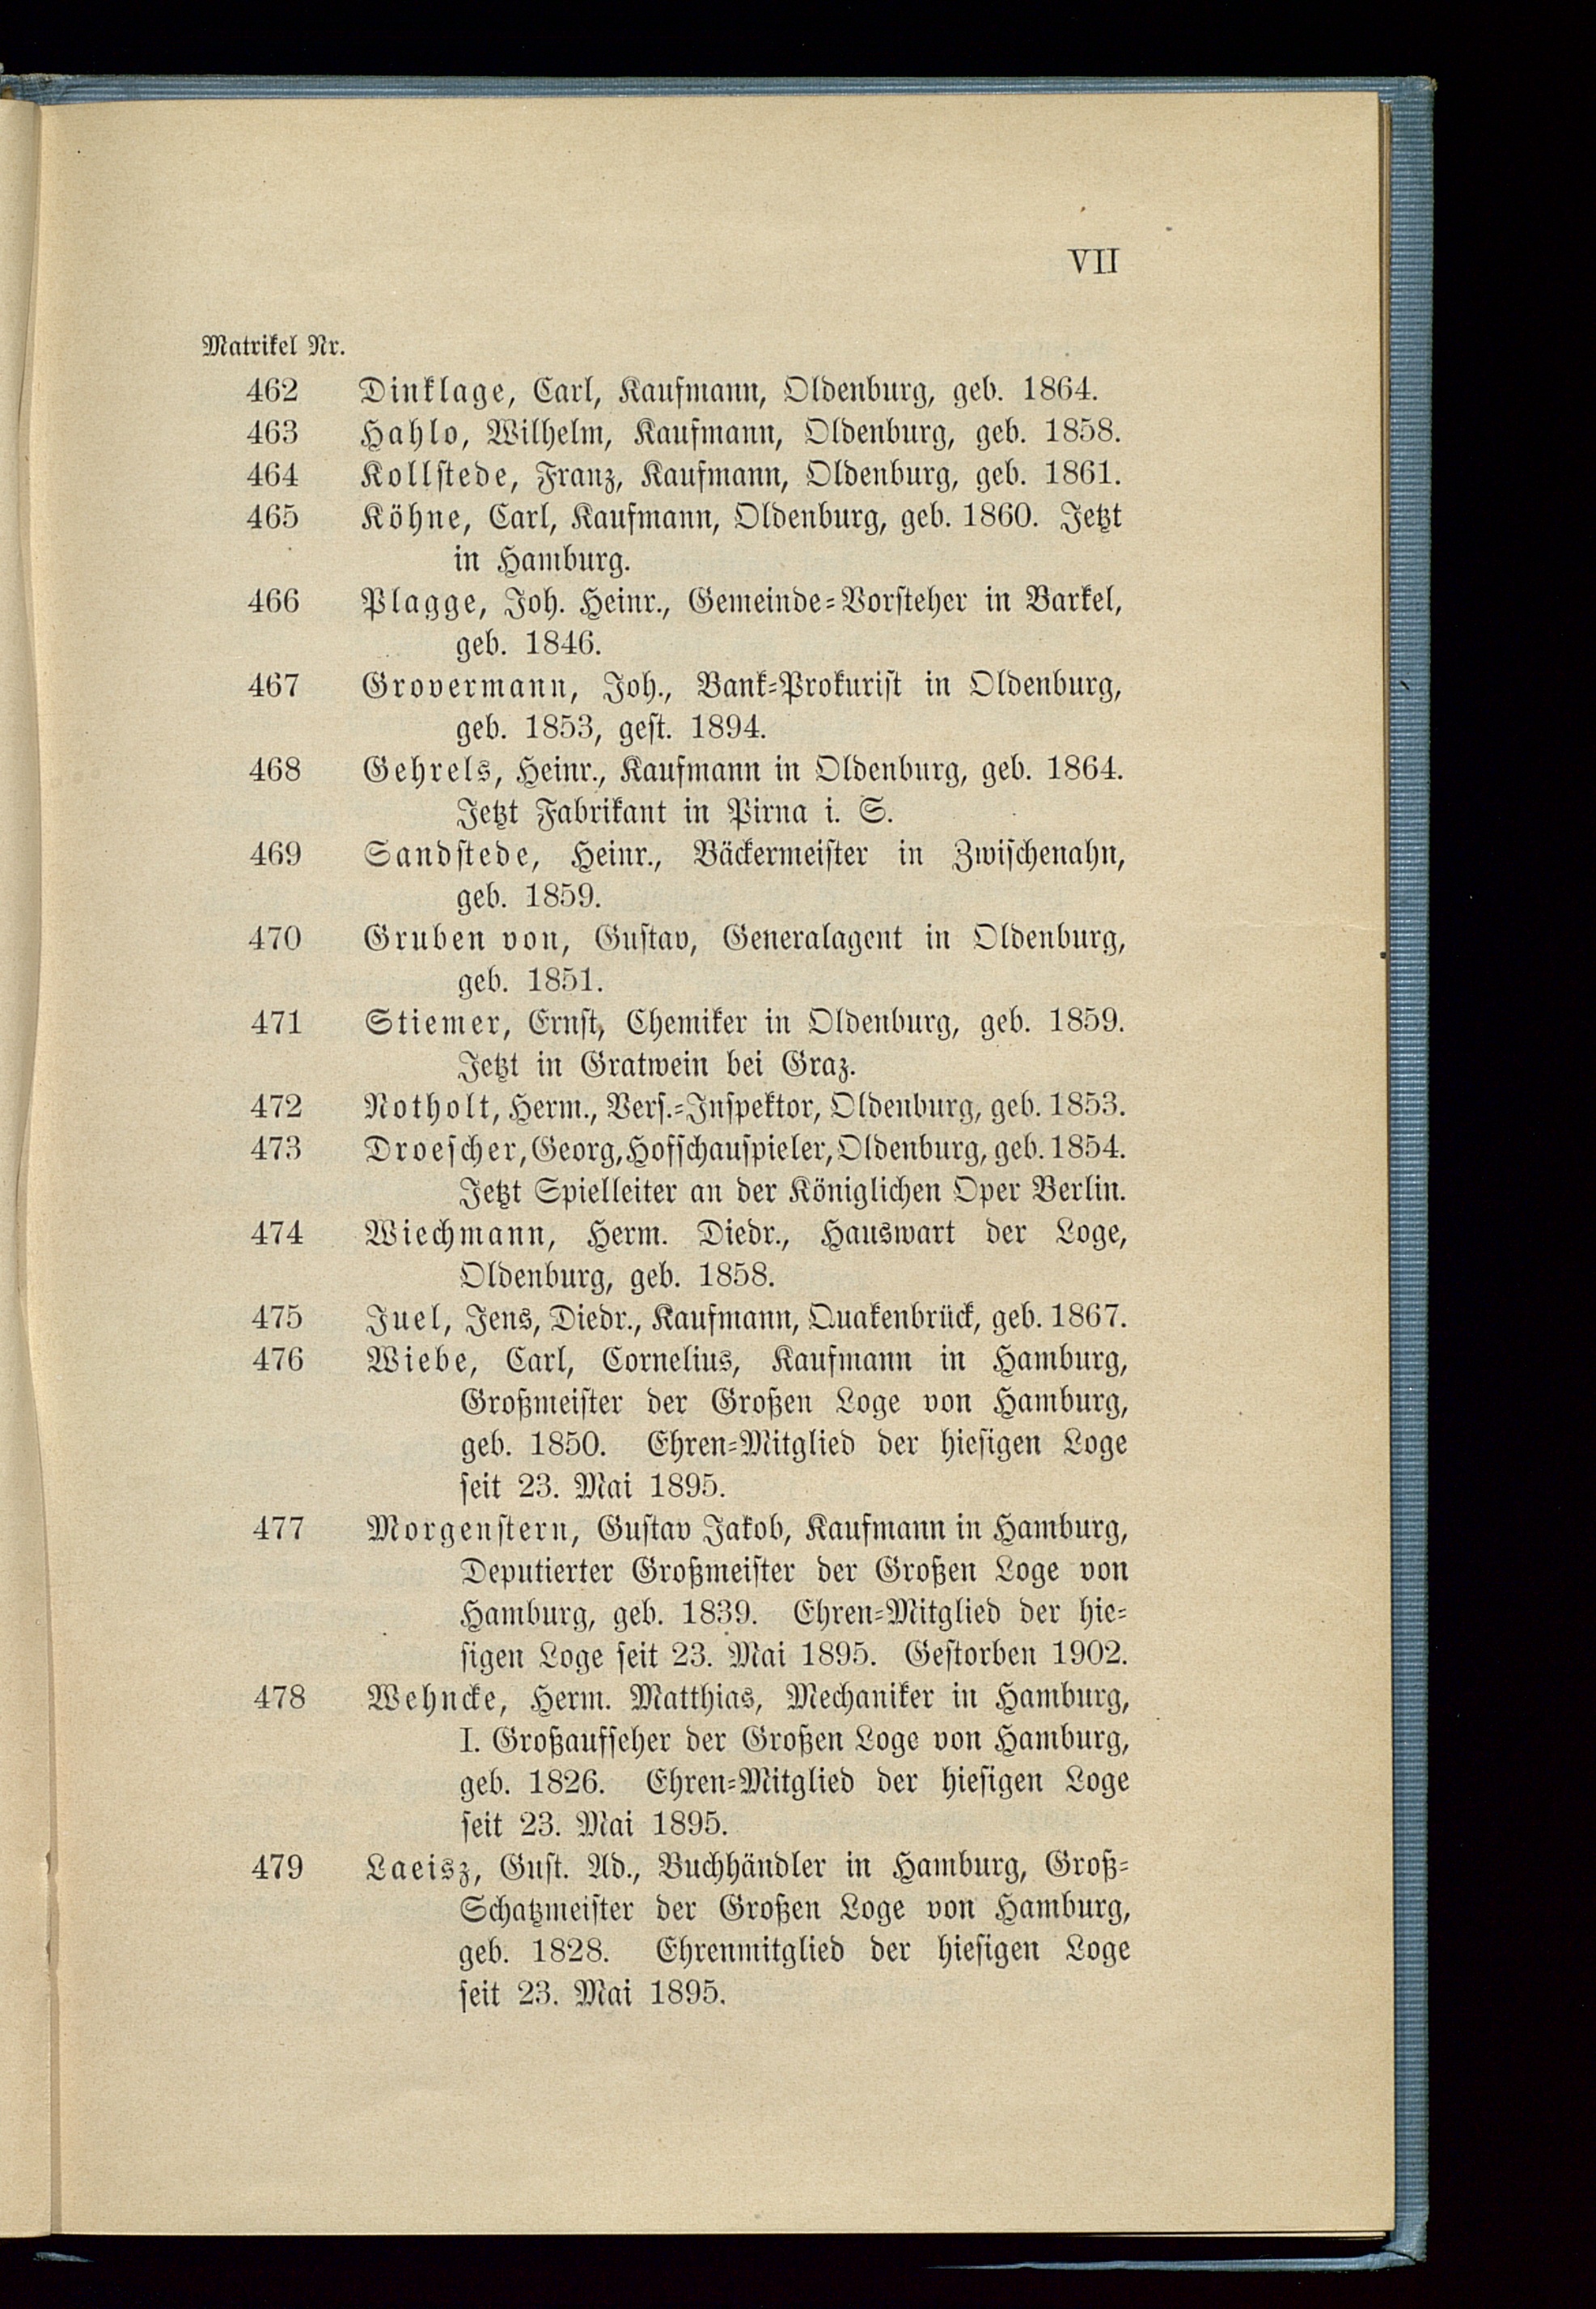 VII
Matrikel Nr.
462 Dinklage, Carl, Kaufmann, Oldenburg, geb. 1864.
463 Hahlo, Wilhelm, Kaufmann, Oldenburg, geb. 1858.
464 Kollstede, Franz, Kaufmann, Oldenburg, geb. 1861.
465 Köhne, Carl, Kaufmann, Oldenburg, geb. 1860. Jetzt
in Hamburg.
466 Plagge, Joh. Heinr., Gemeinde-Vorsteher in Barkel,
geb. 1846.
467 Grovermann, Joh., Bank-Prokurist in Oldenburg,
geb. 1853, gest. 1894.
468 Gehrels, Heinr., Kaufmann in Oldenburg, geb. 1864.
Jetzt Fabrikant in Pirna i. S.
469 Sandstede, Heinr., Bäckermeister in Zwischenahn,
geb. 1859.
470 Gruben von, Gustav, Generalagent in Oldenburg,
geb. 1851.
471 Stiemer, Ernst, Chemiker in Oldenburg, geb. 1859.
Jetzt in Gratwein bei Graz.
472 Notholt, Herm., Vers.-Inspektor, Oldenburg, geb. 1853.
473 Droescher, Georg, Hofschauspieler, Oldenburg, geb. 1854.
Jetzt Spielleiter an der Königlichen Oper Berlin.
474 Wiechmann, Herm. Diedr., Hauswart der Loge,
Oldenburg, geb. 1858.
475 Juel, Jens, Diedr., Kaufmann, Quakenbrück, geb. 1867.
476 Wiebe, Carl, Cornelius, Kaufmann in Hamburg,
Großmeister der Großen Loge von Hamburg,
geb. 1850. Ehren-Mitglied der hiesigen Loge
seit 23. Mai 1895.
477 Morgenstern, Gustav Jakob, Kaufmann in Hamburg,
Deputierter Großmeister der Großen Loge von
Hamburg, geb. 1839. Ehren-Mitglied der hie-
sigen Loge seit 23. Mai 1895. Gestorben 1902.
478 Wehncke, Herm. Matthias, Mechaniker in Hamburg,
I. Großaufseher der Großen Loge von Hamburg,
geb. 1826. Ehren-Mitglied der hiesigen Loge
seit 23. Mai 1895.
479 Laeisz, Gust. Ad., Buchhändler in Hamburg, Groß-
Schatzmeister der Großen Loge von Hamburg,
geb. 1828. Ehrenmitglied der hiesigen Loge
seit 23. Mai 1895.